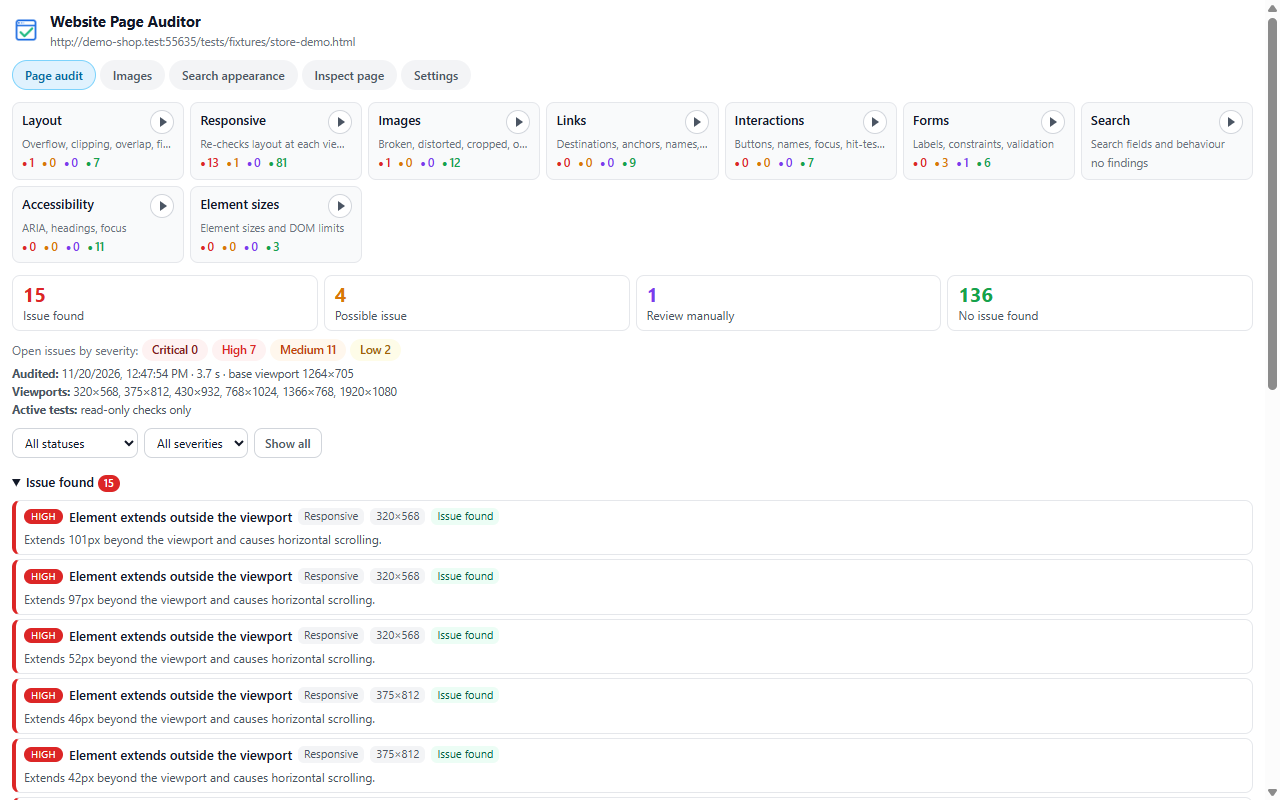 Website Page Auditor
http://demo-shop.test:55635/tests/fixtures/store-demo.html
Page audit Images Search appearance Inspect page Settings
Layout
Overflow, clipping, overlap, fi...
1 0 0 7
Responsive
Re-checks layout at each vie...
13 1 0 81
Images
Broken, distorted, cropped, o...
1 0 0 12
Links
Destinations, anchors, names,...
0 0 0 9
Interactions
Buttons, names, focus, hit-tes...
0 0 0 7
Forms
Labels, constraints, validation
0 3 1 6
Search
Search fields and behaviour
no findings
Accessibility
ARIA, headings, focus
0 0 0 11
Element sizes
Element sizes and DOM limits
0 0 0 3
15
Issue found
4
Possible issue
1
Review manually
136
No issue found
Open issues by severity: Critical 0 High 7 Medium 11 Low 2
Audited: 11/20/2026, 12:47:54 PM · 3.7 s · base viewport 1264×705
Viewports: 320×568, 375×812, 430×932, 768×1024, 1366×768, 1920×1080
Active tests: read-only checks only
All statuses All severities Show all
Issue found 15
HIGH Element extends outside the viewport Responsive 320×568 Issue found
Extends 101px beyond the viewport and causes horizontal scrolling.
HIGH Element extends outside the viewport Responsive 320×568 Issue found
Extends 97px beyond the viewport and causes horizontal scrolling.
HIGH Element extends outside the viewport Responsive 320×568 Issue found
Extends 52px beyond the viewport and causes horizontal scrolling.
HIGH Element extends outside the viewport Responsive 375×812 Issue found
Extends 46px beyond the viewport and causes horizontal scrolling.
HIGH Element extends outside the viewport Responsive 375×812 Issue found
Extends 42px beyond the viewport and causes horizontal scrolling.